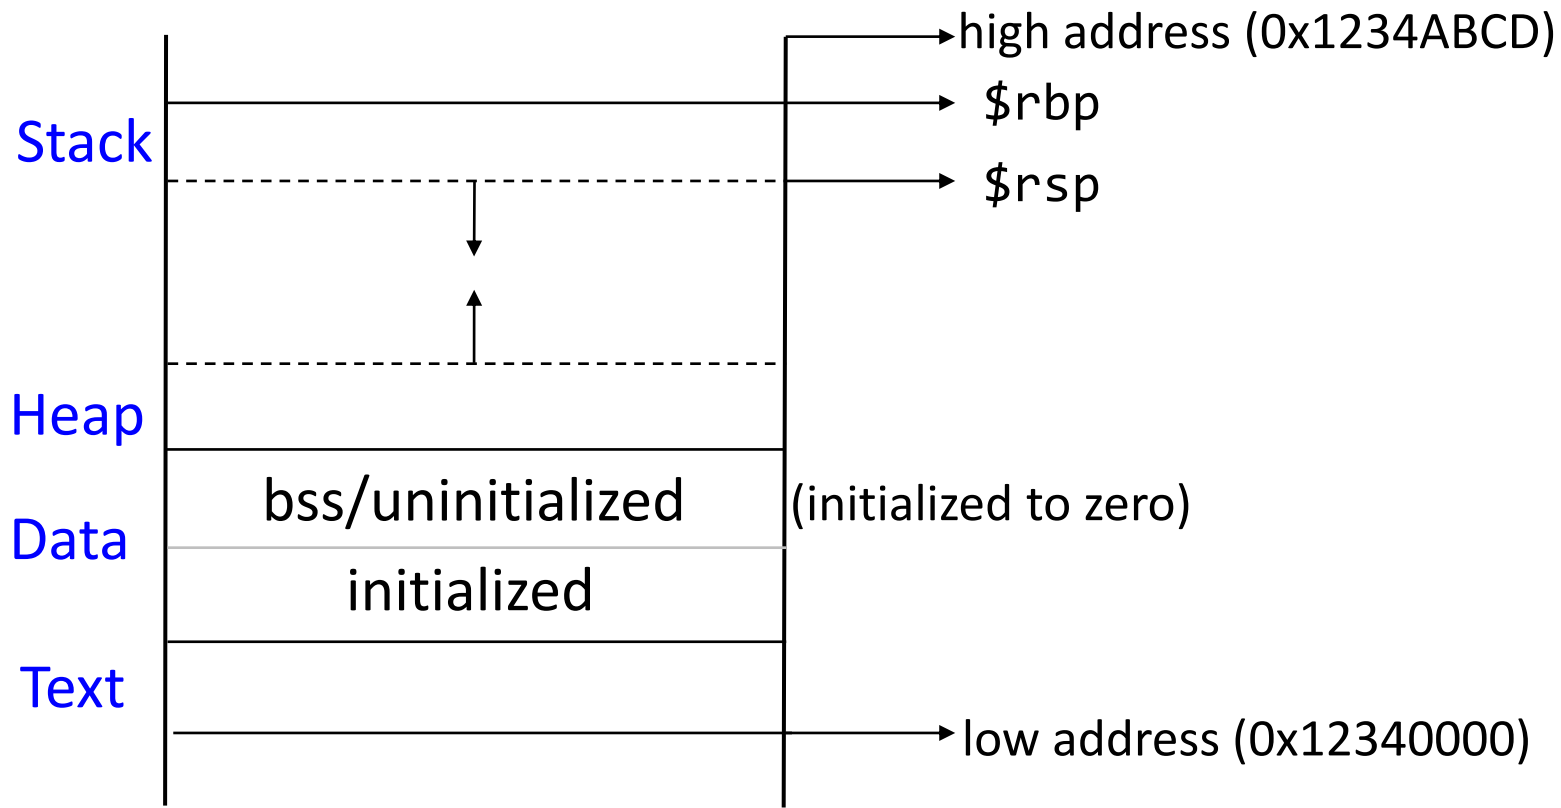 high address (0x1234ABCD)
$rbp
Stack
$rsp
Heap
bss/uninitialized
(initialized to zero)
Data
initialized
Text
low address (0x12340000)